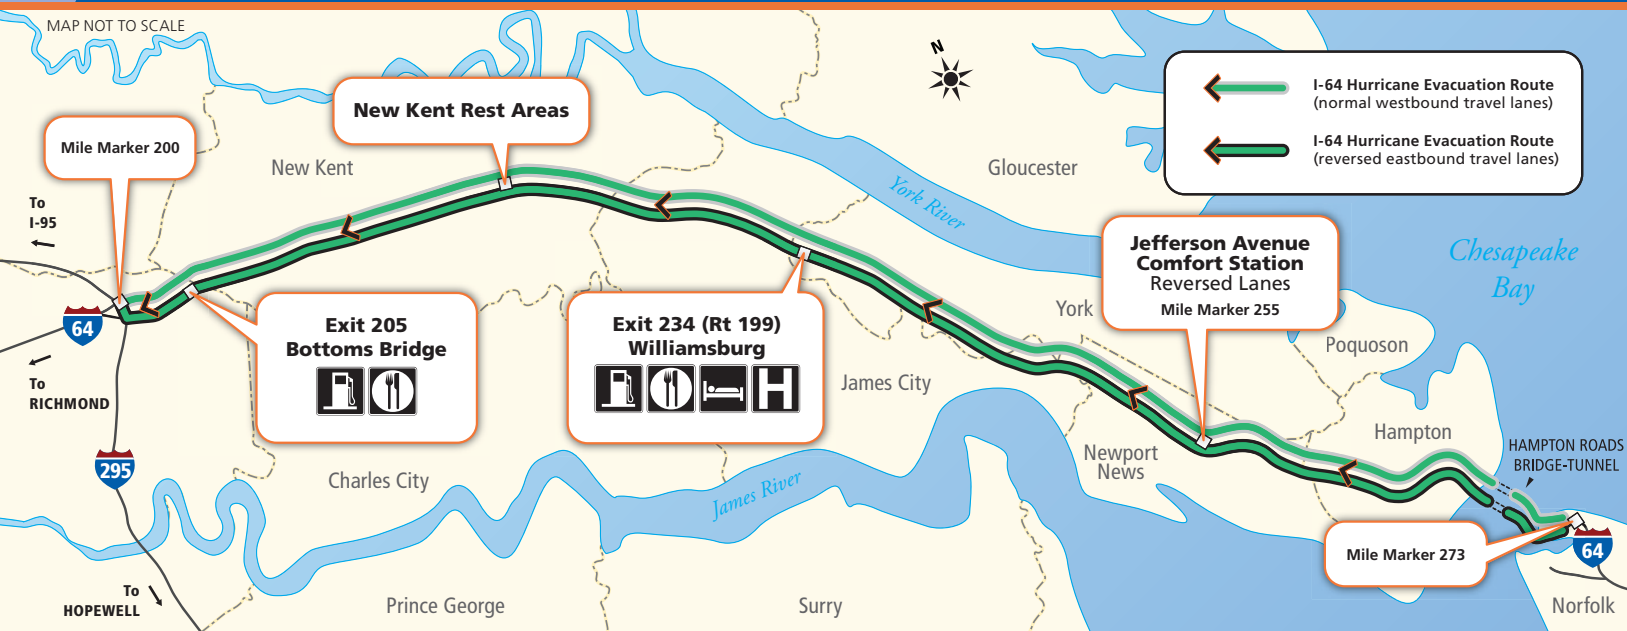 MAP NOT TO SCALE
N
I-64 Hurricane Evacuation Route
(normal westbound travel lanes)
I-64 Hurricane Evacuation Route
(reversed eastbound travel lanes)
New Kent Rest Areas
Mile Marker 200
New Kent
Gloucester
York River
To
I-95
Jefferson Avenue
Comfort Station
Reversed Lanes
Mile Marker 255
Chesapeake
Bay
64
Exit 205
Bottoms Bridge
Exit 234 (Rt 199)
Williamsburg
H
York
Poquoson
To
RICHMOND
James City
Hampton
HAMPTON ROADS
BRIDGE-TUNNEL
Newport
News
295
Charles City
James River
Mile Marker 273
64
To
HOPEWELL
Prince George
Surry
Norfolk